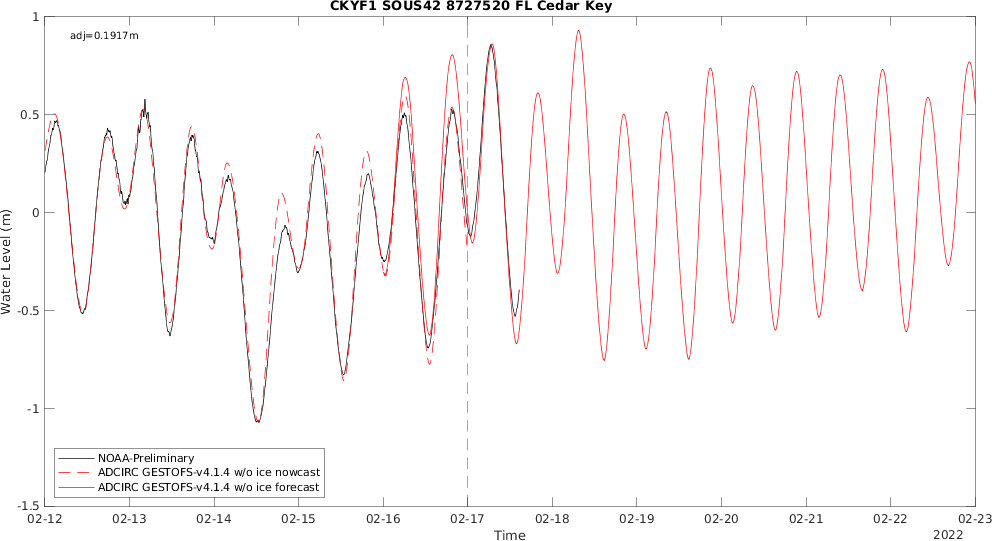 CKYF1 SOUS42 8727520 FL Cedar Key
adj=0.1917m
1
0.5
0
-0.5
-1
-1.5
Water Level (m)
NOAA-Preliminary
ADCIRC GESTOFS-v4.1.4 w/o ice nowcast
ADCIRC GESTOFS-v4.1.4 w/o ice forecast
02-12 02-13 02-14 02-15 02-16 02-17 02-18 02-19 02-20 02-21 02-22 02-23
Time
2022